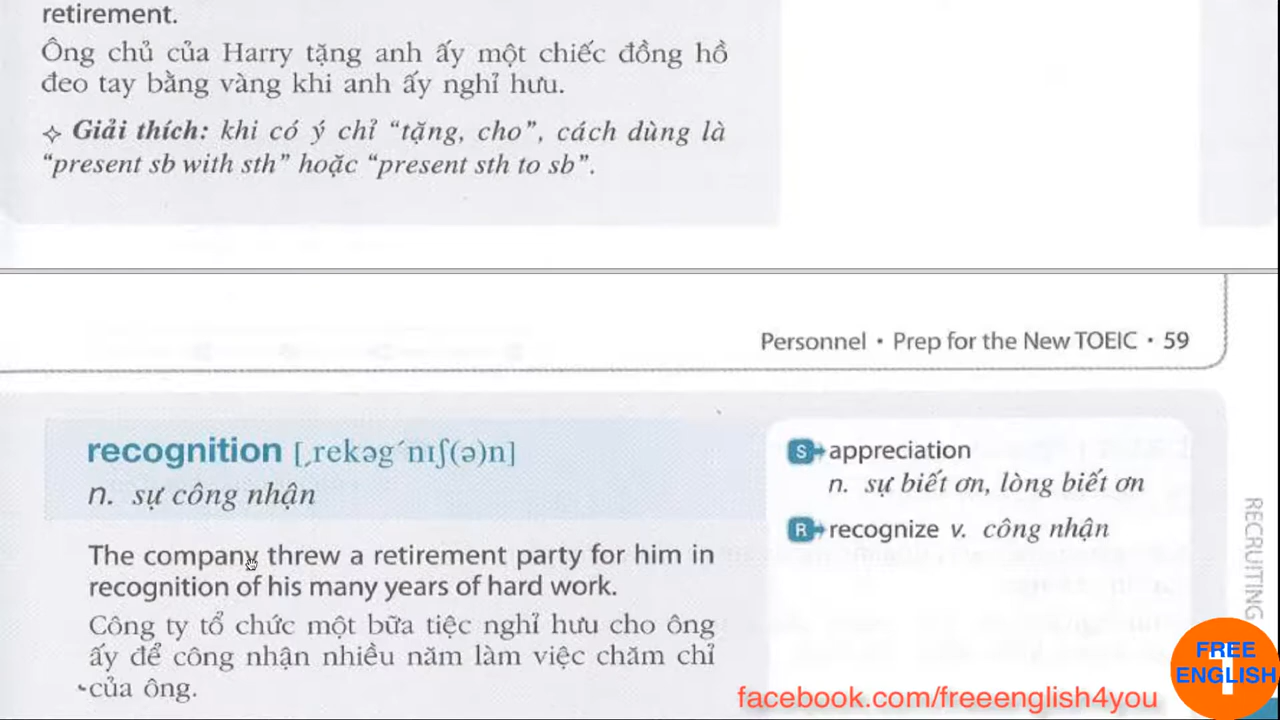 retirement.
Ông chủ của Harry tặng anh ấy một chiếc đồng hồ
đeo tay bằng vàng khi anh ấy nghỉ hưu.
✧ Giải thích: khi có ý chỉ “tặng, cho”, cách dùng là
“present sb with sth” hoặc “present sth to sb”.
Personnel • Prep for the New TOEIC • 59
recognition [ˌrekəgˊnɪʃ(ə)n]
n. sự công nhận
The company threw a retirement party for him in
recognition of his many years of hard work.
Công ty tổ chức một bữa tiệc nghỉ hưu cho ông
ấy để công nhận nhiều năm làm việc chăm chỉ
của ông.
S appreciation
n. sự biết ơn, lòng biết ơn
R recognize v. công nhận
RECRUITING
1
FREE
ENGLISH
facebook.com/freeenglish4you